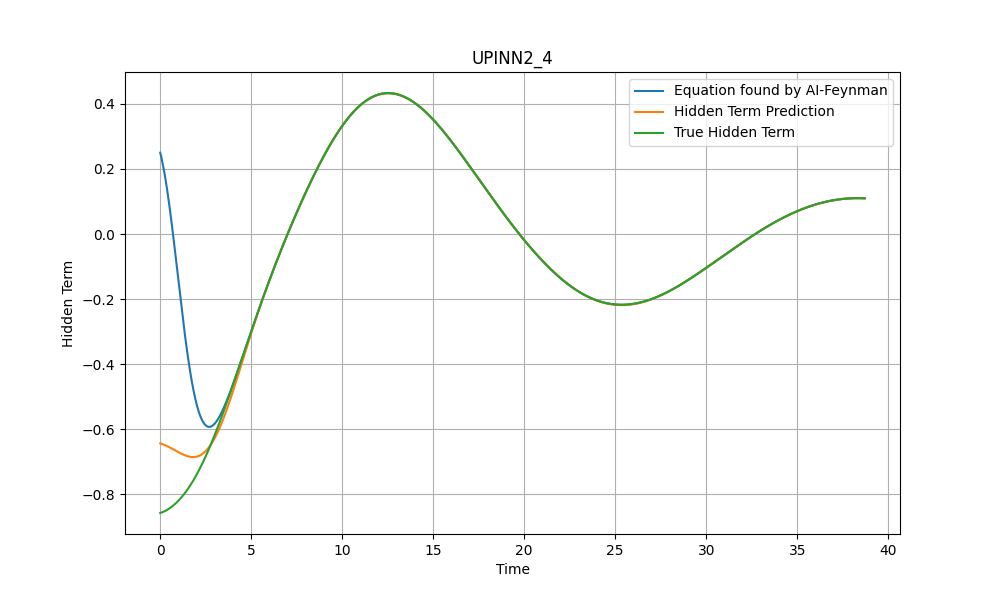 UPINN2_4
Equation found by AI-Feynman
Hidden Term Prediction
True Hidden Term
Hidden Term
0.4
0.2
0.0
−0.2
−0.4
−0.6
−0.8
0 5 10 15 20 25 30 35 40
Time